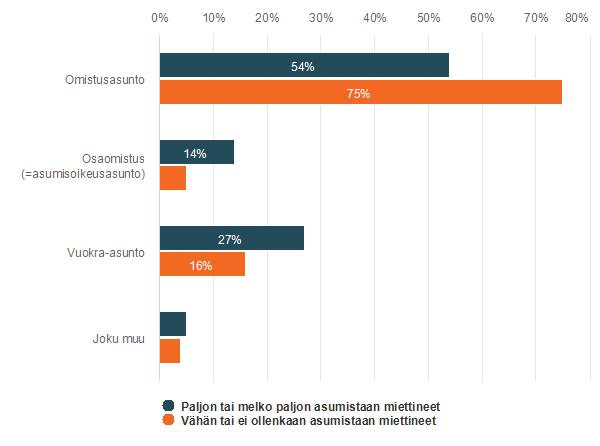 0% 10% 20% 30% 40% 50% 60% 70% 80%
Omistusasunto
54%
75%
Osaomistus
(=asumisoikeusasunto)
14%
Vuokra-asunto
27%
16%
Joku muu
Paljon tai melko paljon asumistaan miettineet
Vähän tai ei ollenkaan asumistaan miettineet